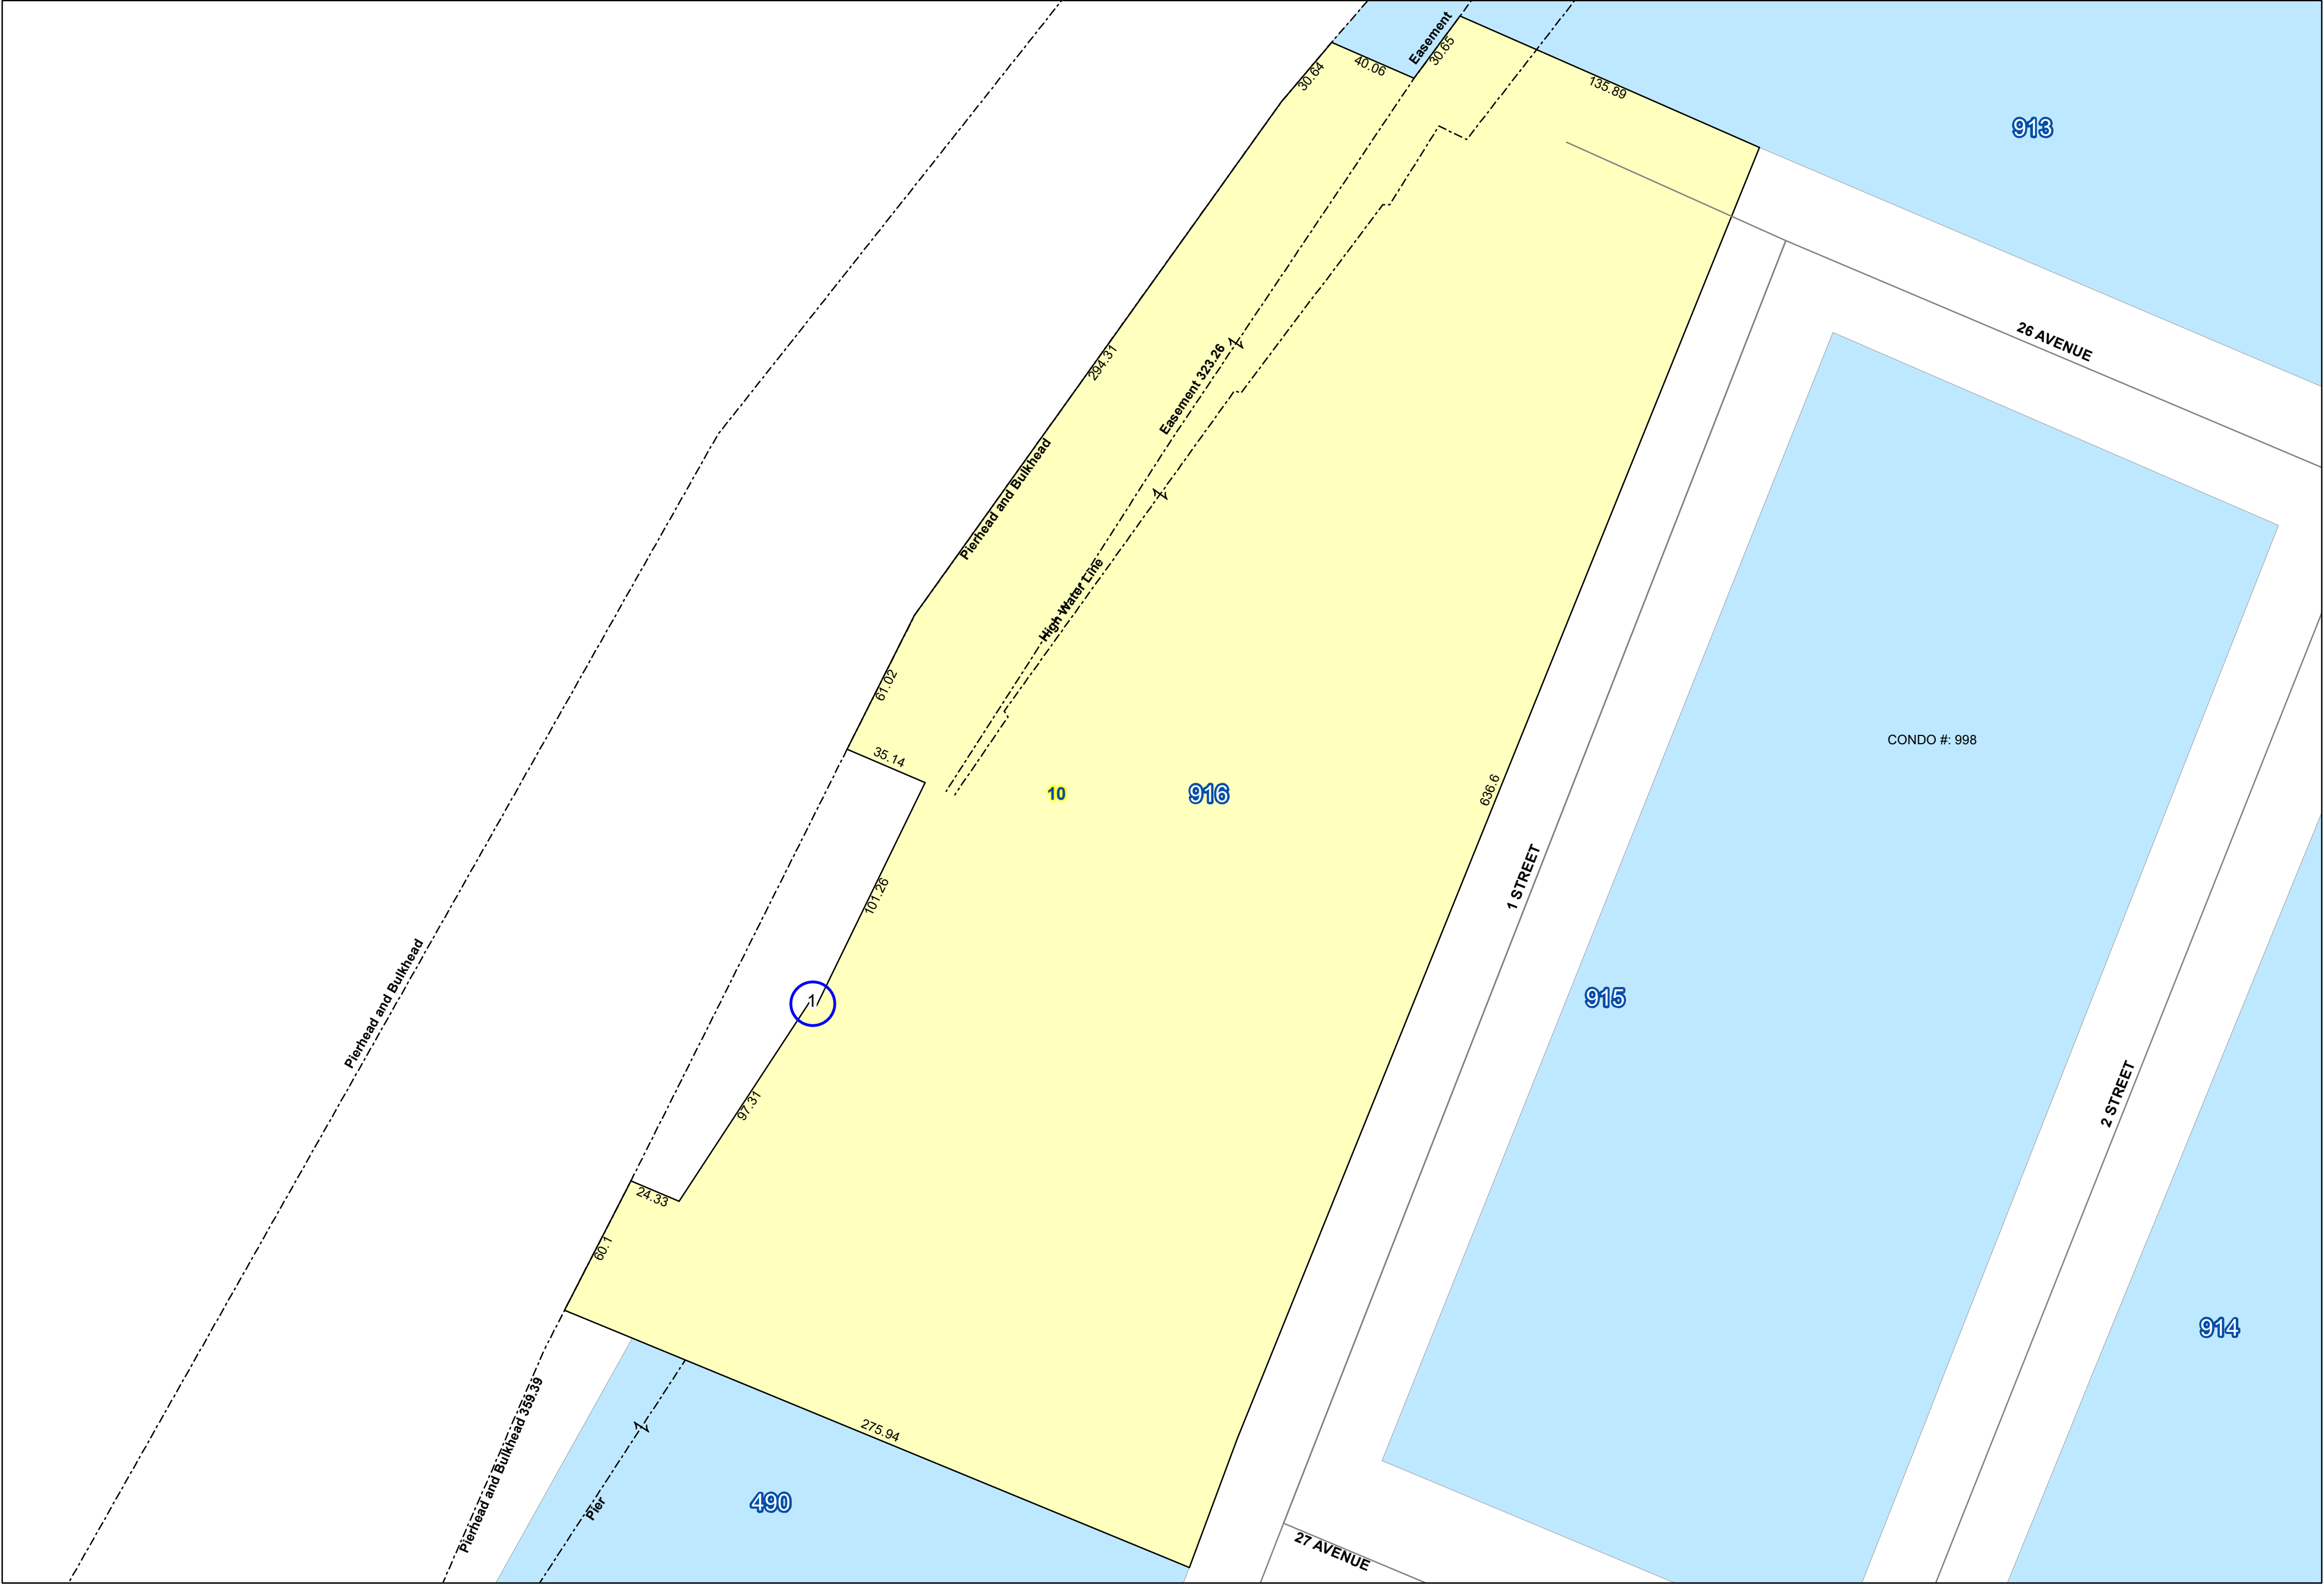 Easement
30.65
40.06
30.64
135.89
913
26 AVENUE
294.31
Easement 323.26
Pierhead and Bulkhead
High Water Line
61.02
35.14
CONDO #: 998
10
916
636.6
1 STREET
101.26
1
915
Pierhead and Bulkhead
97.31
2 STREET
24.33
60.1
914
Pierhead and Bulkhead 359.39
275.94
490
Pier
27 AVENUE